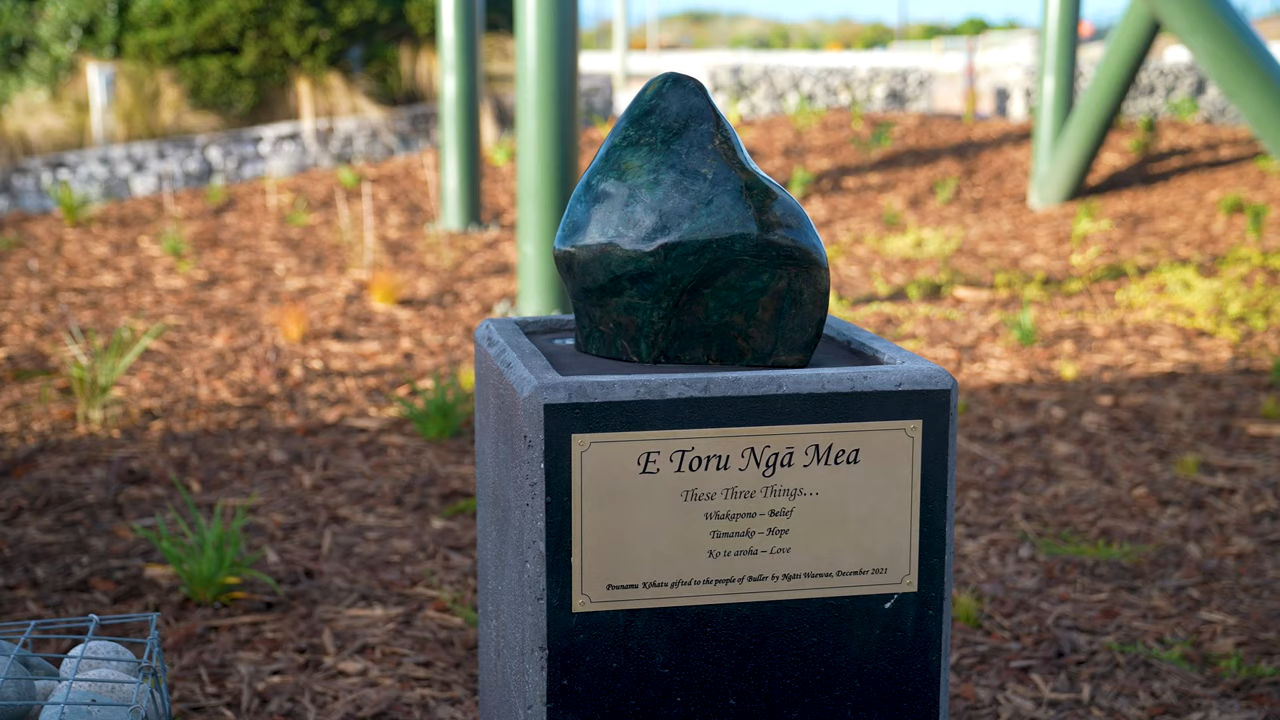 E Toru Ngā Mea
These Three Things...
Whakapono – Belief
Tūmanako – Hope
Ko te aroha – Love
Pounamu Kōhatu gifted to the people of Buller by Ngāti Waewae, December 2021